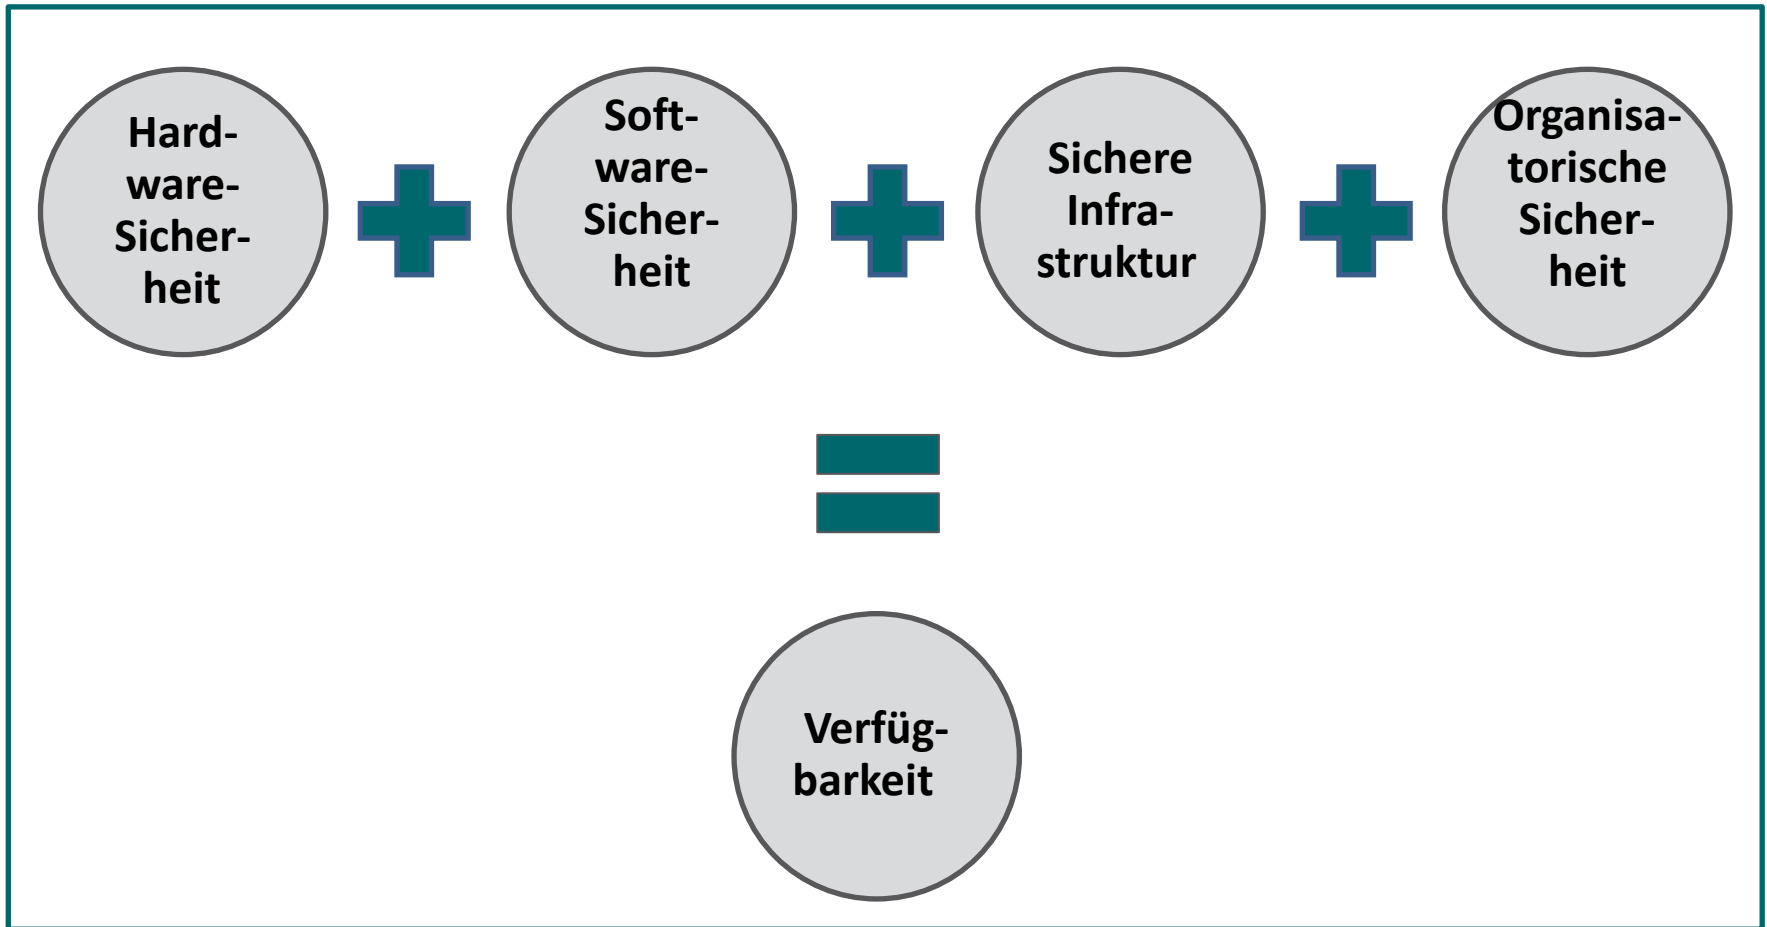 Hard-
ware-
Sicher-
heit
Soft-
ware-
Sicher-
heit
Sichere
Infra-
struktur
Organisa-
torische
Sicher-
heit
Verfüg-
barkeit